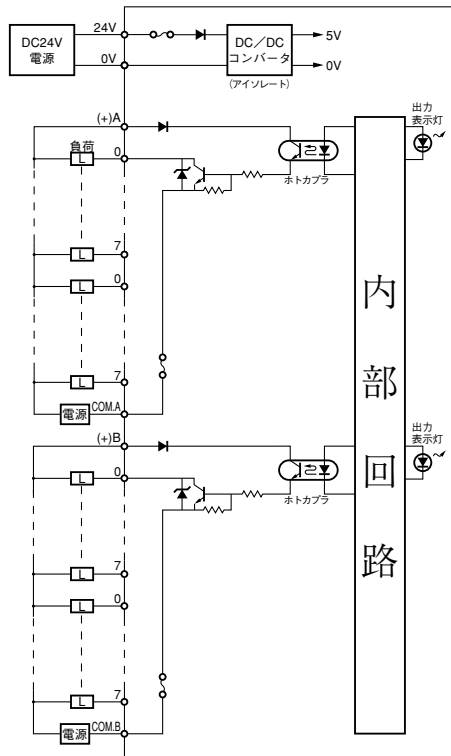 DC24V
電源
24V
0V
DC/DC
コンバータ
(アイソレート)
5V
0V
(+)A
負荷
L
0
ホトカプラ
出力
表示灯
L
7
L
0
L
7
電源
COM.A
内部回路
(+)B
L
0
ホトカプラ
出力
表示灯
L
7
L
0
L
7
電源
COM.B